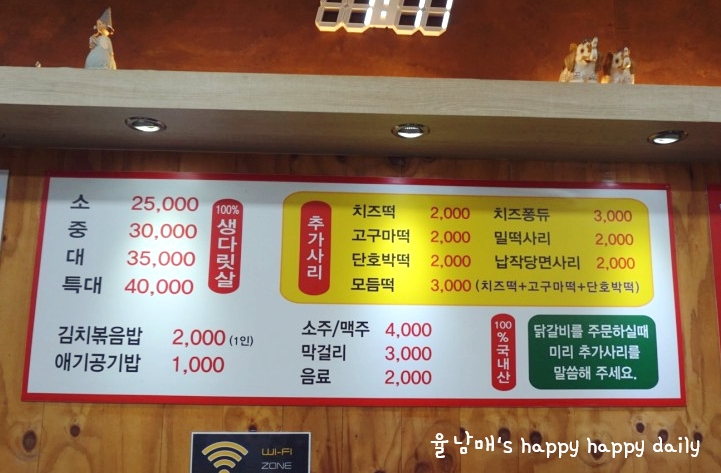 소 25,000
중 30,000
대 35,000
특대 40,000
100% 생다릿살
추가사리
치즈떡 2,000 치즈퐁듀 3,000
고구마떡 2,000 밀떡사리 2,000
단호박떡 2,000 납작당면사리 2,000
모듬떡 3,000 (치즈떡+고구마떡+단호박떡)
김치볶음밥 2,000 (1인)
애기공기밥 1,000
소주/맥주 4,000
막걸리 3,000
음료 2,000
100% 국내산
닭갈비를 주문하실때
미리 추가사리를
말씀해 주세요.
WI-FI
ZONE
율남매's happy happy daily